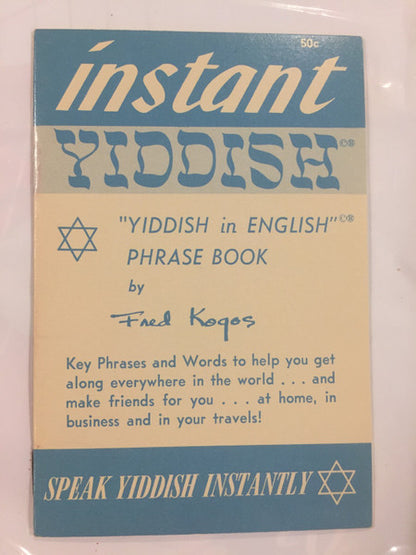 50c
instant
YIDDISH©®
"YIDDISH in ENGLISH"©®
PHRASE BOOK
by
Fred Kogos
Key Phrases and Words to help you get
along everywhere in the world . . . and
make friends for you . . . at home, in
business and in your travels!
SPEAK YIDDISH INSTANTLY